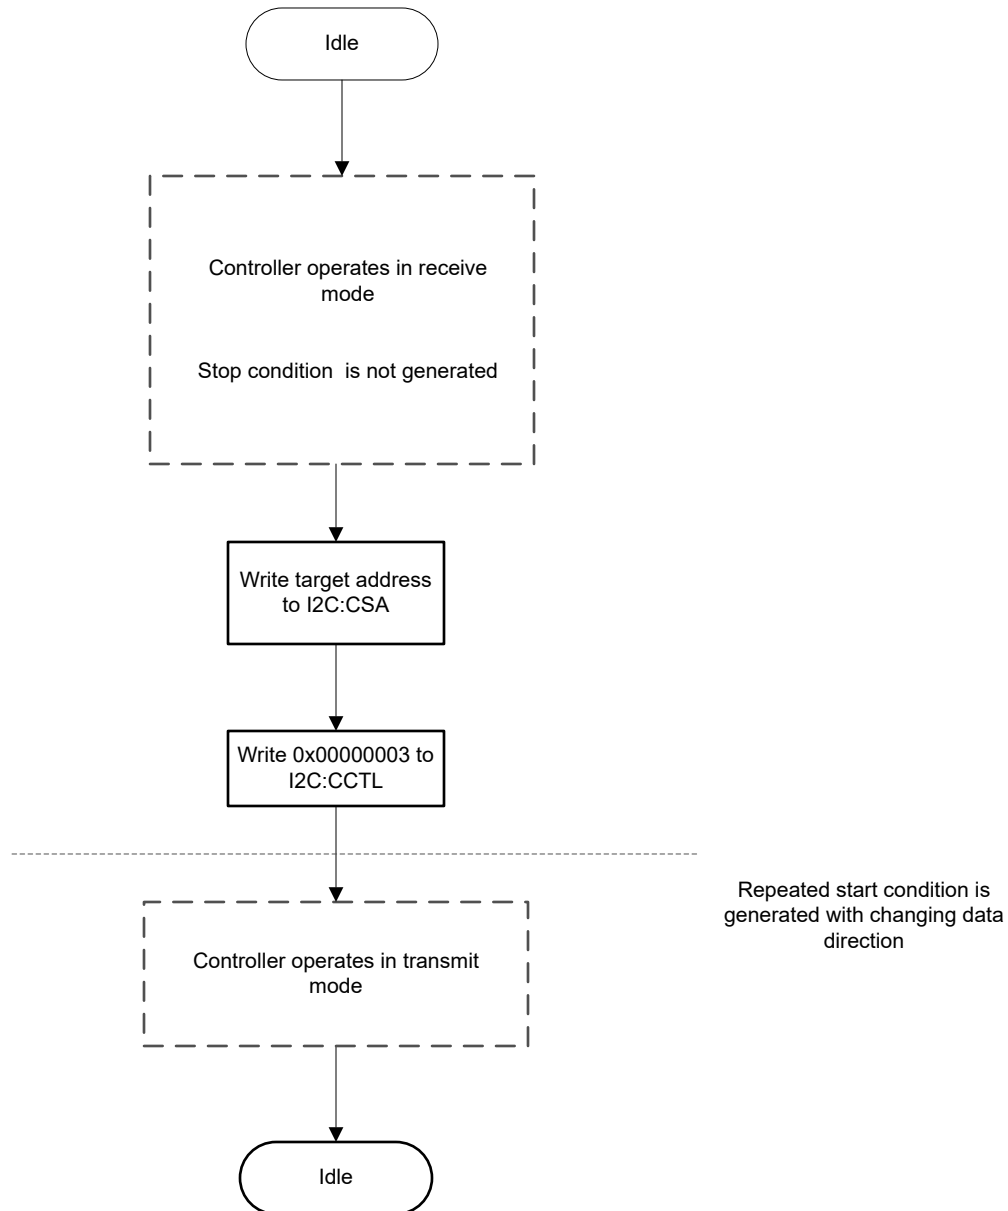 Idle
Controller operates in receive
mode
Stop condition  is not generated
Write target address
to I2C:CSA
Write 0x00000003 to
I2C:CCTL
Repeated start condition is
generated with changing data
direction
Controller operates in transmit
mode
Idle